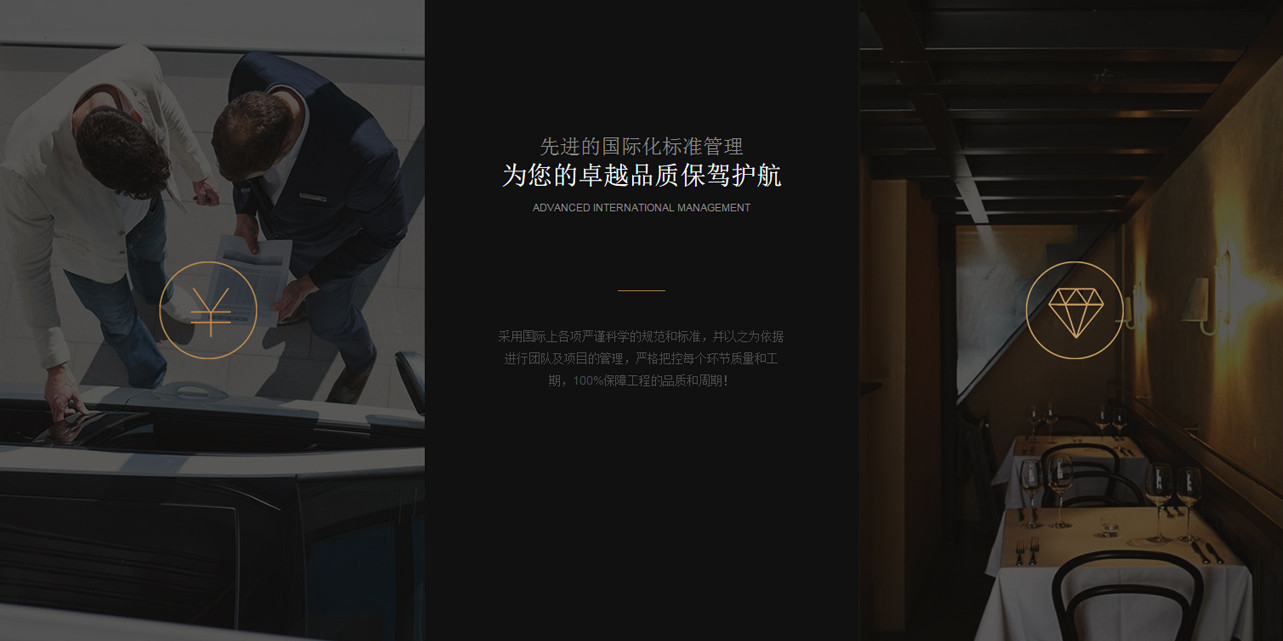 先进的国际化标准管理
为您的卓越品质保驾护航
ADVANCED INTERNATIONAL MANAGEMENT
采用国际上各项严谨科学的规范和标准，并以之为依据
进行团队及项目的管理，严格把控每个环节质量和工
期，100%保障工程的品质和周期！